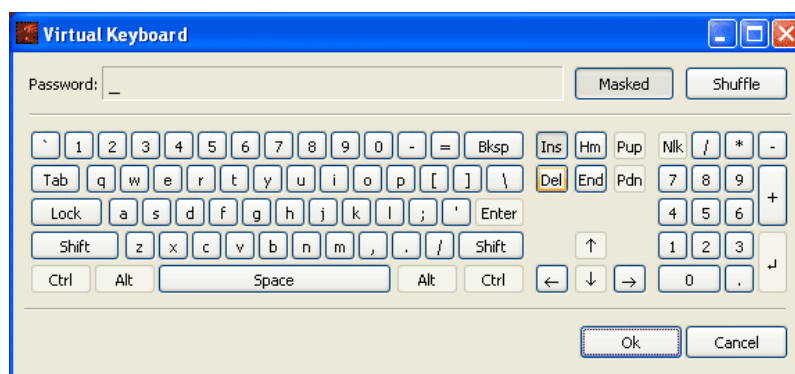 Virtual Keyboard
Password: _ Masked Shuffle
` 1 2 3 4 5 6 7 8 9 0 - = Bksp Ins Hm Pup Nlk / * -
Tab q w e r t y u i o p [ ] \ Del End Pdn 7 8 9 +
Lock a s d f g h j k l ; ' Enter 4 5 6
Shift z x c v b n m , . / Shift ↑ 1 2 3 ↵
Ctrl Alt Space Alt Ctrl ← ↓ → 0 .
Ok Cancel